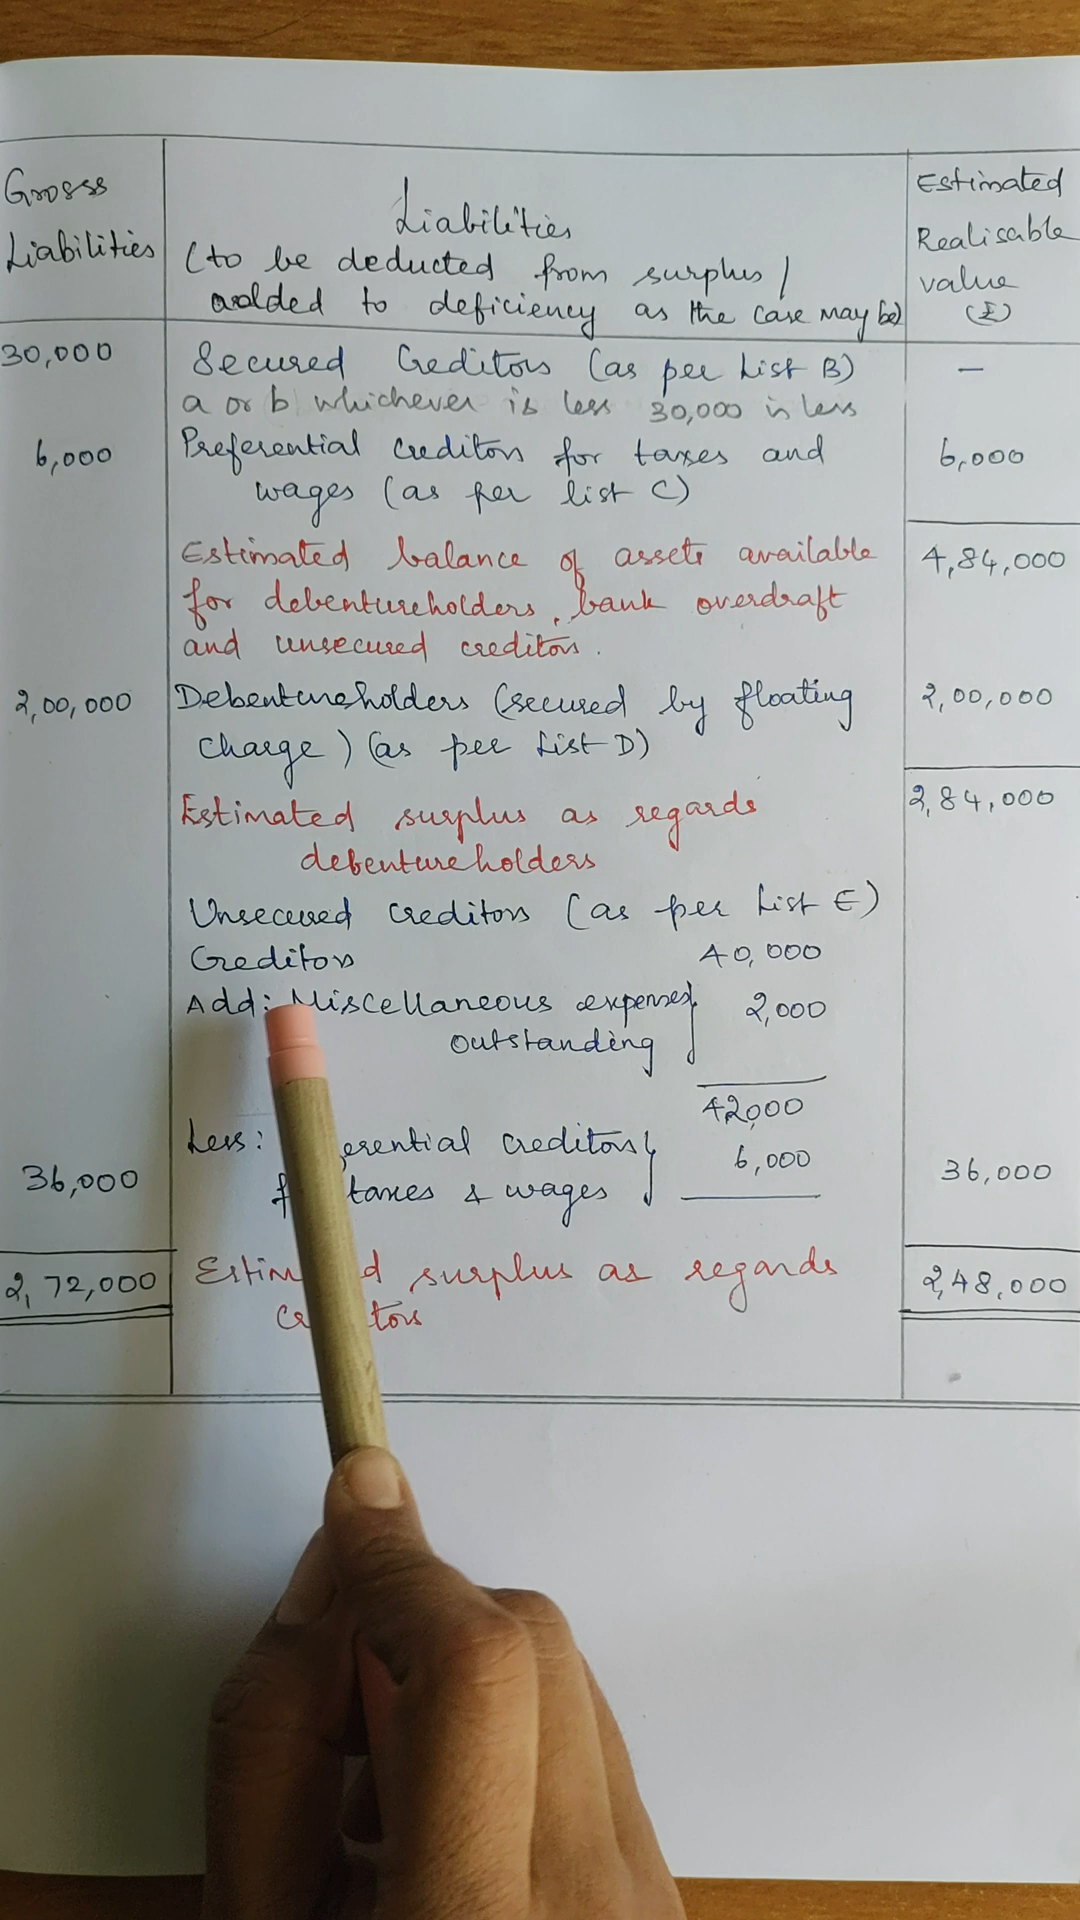 Grosss Liabilities
Liabilities
(to be deducted from surplus /
added to deficiency as the case may be)
Estimated
Realisable
value
(₹)
30,000 Secured Creditors (as per List B) —
a or b whichever is less 30,000 is less
6,000 Preferential creditors for taxes and 6,000
wages (as per list C)
Estimated balance of assets available 4,84,000
for debentureholders, bank overdraft
and unsecured creditors.
2,00,000 Debentureholders (secured by floating 2,00,000
charge) (as per List D)
Estimated surplus as regards 2,84,000
debentureholders
Unsecured creditors (as per List E)
Creditors 40,000
Add: Miscellaneous expenses 2,000
outstanding
42,000
Less: erential creditors 6,000
36,000 taxes & wages 36,000
2,72,000 Estim d surplus as regards 2,48,000
tors